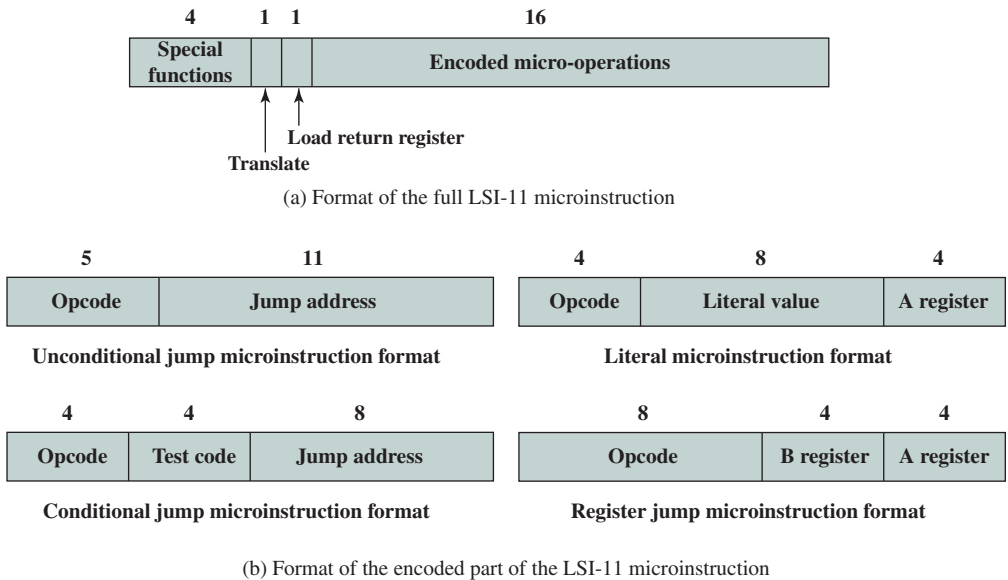 4 1 1 16
Special
functions
Encoded micro-operations
Load return register
Translate
(a) Format of the full LSI-11 microinstruction
5 11
Opcode Jump address
Unconditional jump microinstruction format
4 8 4
Opcode Literal value A register
Literal microinstruction format
4 4 8
Opcode Test code Jump address
Conditional jump microinstruction format
8 4 4
Opcode B register A register
Register jump microinstruction format
(b) Format of the encoded part of the LSI-11 microinstruction